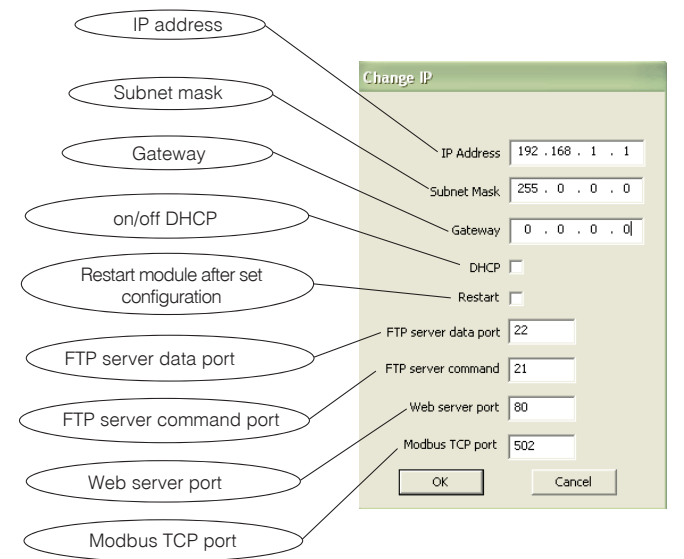 IP address
Subnet mask
Gateway
on/off DHCP
Restart module after set
configuration
FTP server data port
FTP server command port
Web server port
Modbus TCP port
Change IP
IP Address 192 . 168 . 1 . 1
Subnet Mask 255 . 0 . 0 . 0
Gateway 0 . 0 . 0 . 0
DHCP
Restart
FTP server data port 22
FTP server command 21
Web server port 80
Modbus TCP port 502
OK Cancel